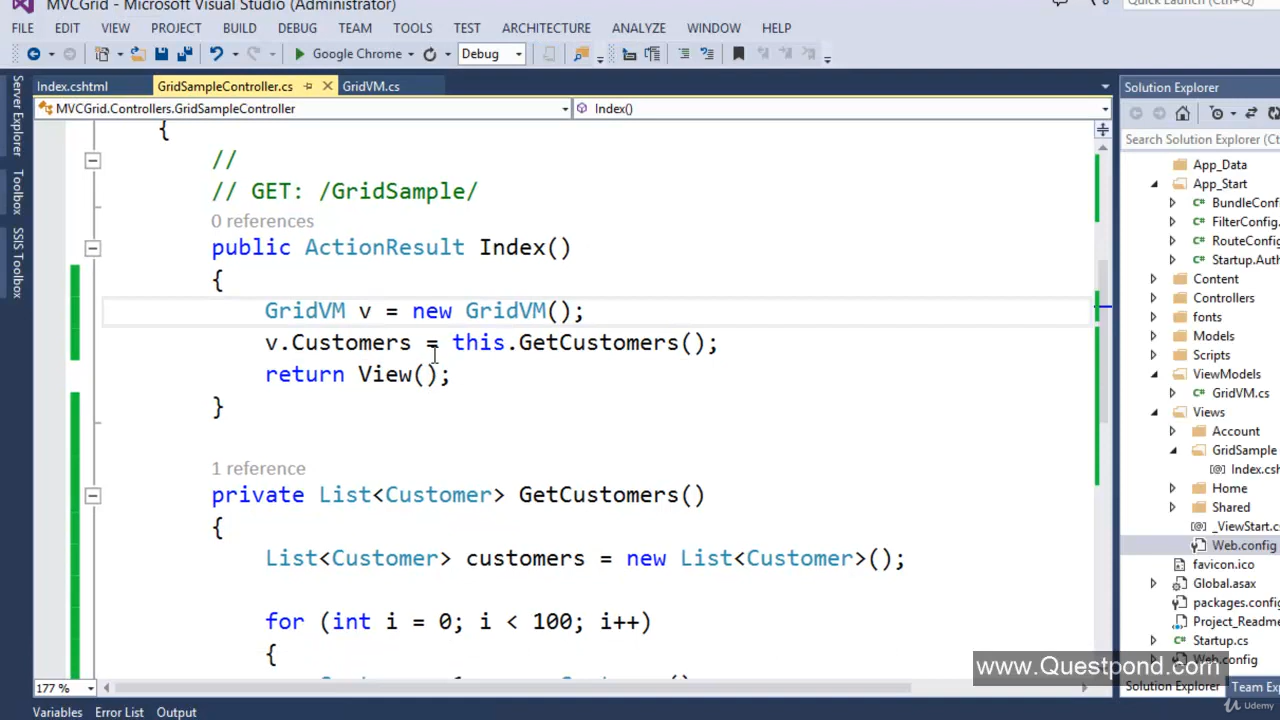 MVCGrid - Microsoft Visual Studio (Administrator)
Quick Launch (Ctrl+Q)
FILE EDIT VIEW PROJECT BUILD DEBUG TEAM TOOLS TEST ARCHITECTURE ANALYZE WINDOW HELP
Google Chrome Debug
Server Explorer
Toolbox
SSIS Toolbox
Index.cshtml GridSampleController.cs GridVM.cs
MVCGrid.Controllers.GridSampleController Index()
{
//
// GET: /GridSample/
0 references
public ActionResult Index()
{
GridVM v = new GridVM();
v.Customers = this.GetCustomers();
return View();
}
1 reference
private List<Customer> GetCustomers()
{
List<Customer> customers = new List<Customer>();
for (int i = 0; i < 100; i++)
{
177 %
Variables Error List Output
Solution Explorer
Search Solution Explorer (Ct
App_Data
App_Start
BundleConf
FilterConfig.
RouteConfig
Startup.Auth
Content
Controllers
fonts
Models
Scripts
ViewModels
GridVM.cs
Views
Account
GridSample
Index.csh
Home
Shared
_ViewStart.c
Web.config
favicon.ico
Global.asax
packages.config
Project_Readme
Startup.cs
Web.config
www.Questpond.com
Solution Explorer Team Exp
Udemy